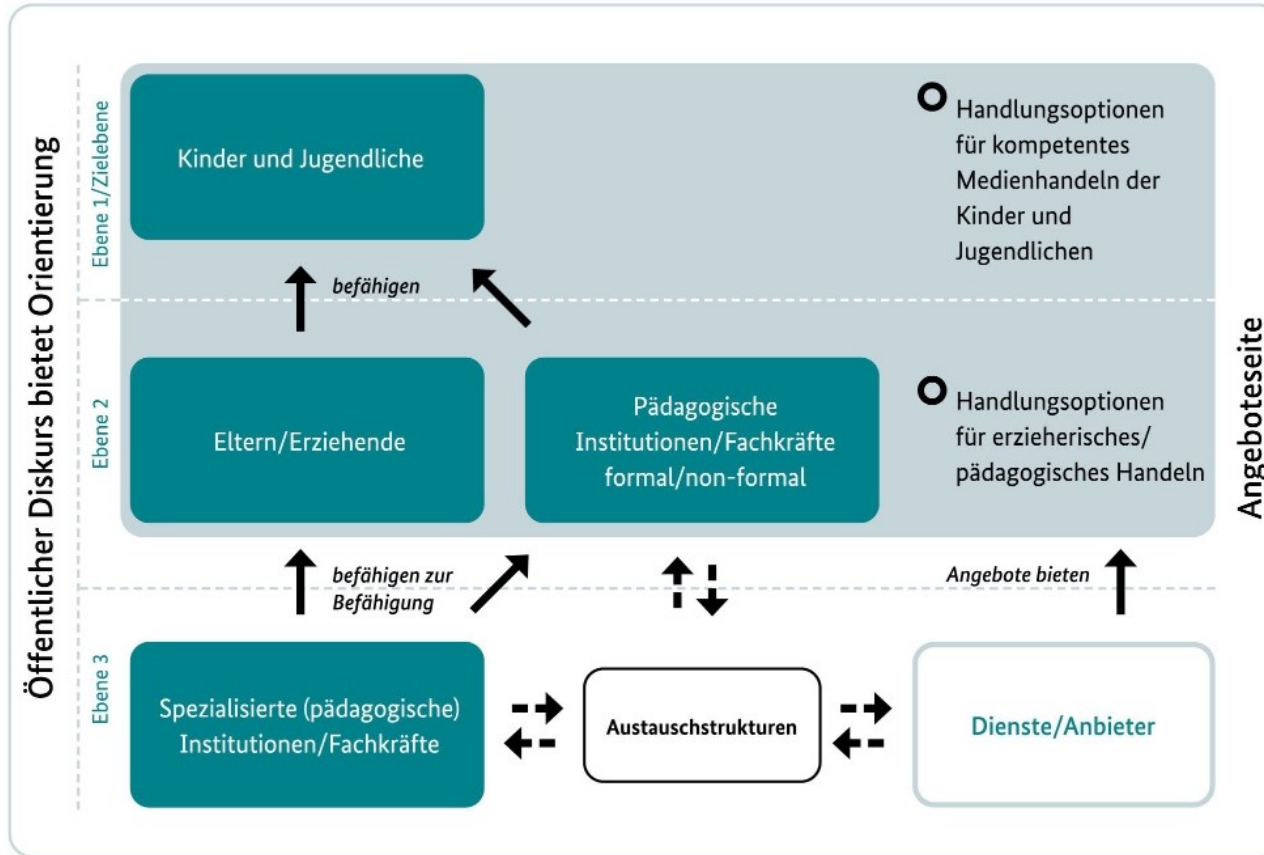 Öffentlicher Diskurs bietet Orientierung
Ebene 1/Zielebene
Kinder und Jugendliche
Handlungsoptionen
für kompetentes
Medienhandeln der
Kinder und
Jugendlichen
befähigen
Ebene 2
Eltern/Erziehende
Pädagogische
Institutionen/Fachkräfte
formal/non-formal
Handlungsoptionen
für erzieherisches/
pädagogisches Handeln
Angeboteseite
befähigen zur
Befähigung
Angebote bieten
Ebene 3
Spezialisierte (pädagogische)
Institutionen/Fachkräfte
Austauschstrukturen
Dienste/Anbieter